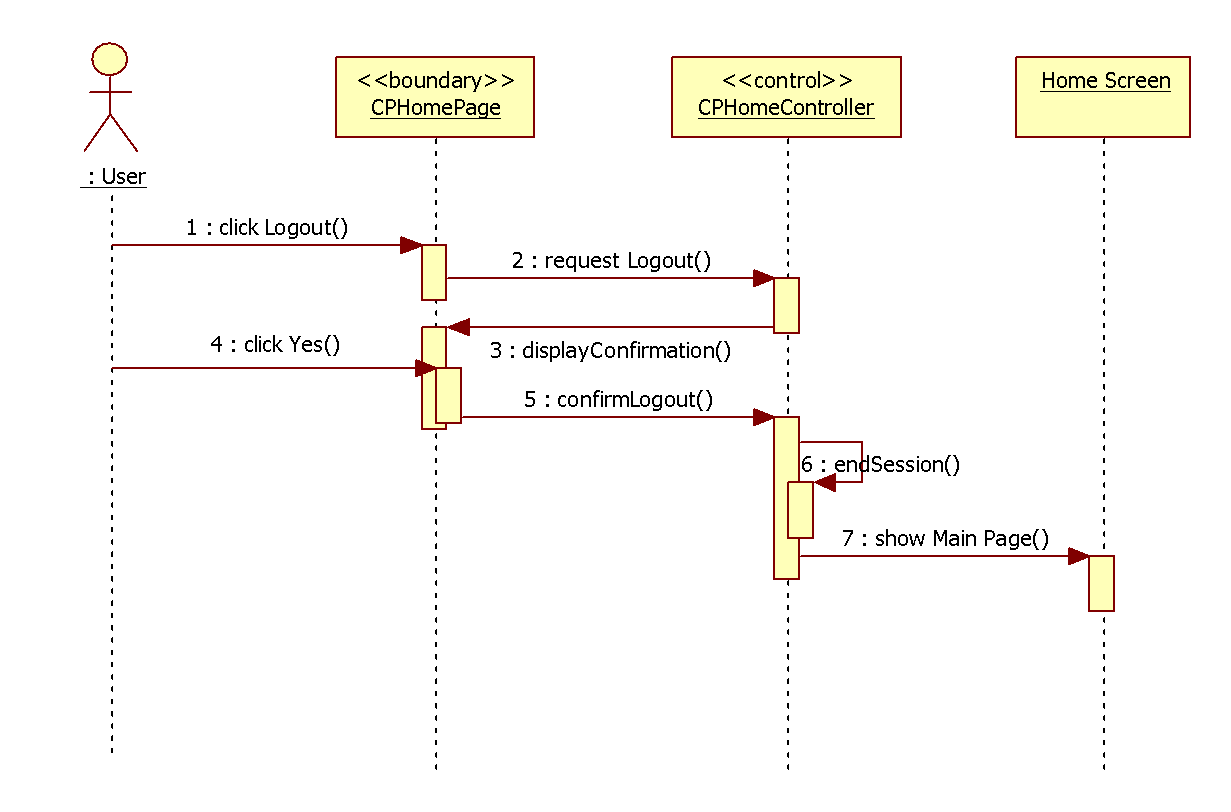 <<boundary>>
CPHomePage
<<control>>
CPHomeController
Home Screen
: User
1 : click Logout()
2 : request Logout()
3 : displayConfirmation()
4 : click Yes()
5 : confirmLogout()
6 : endSession()
7 : show Main Page()